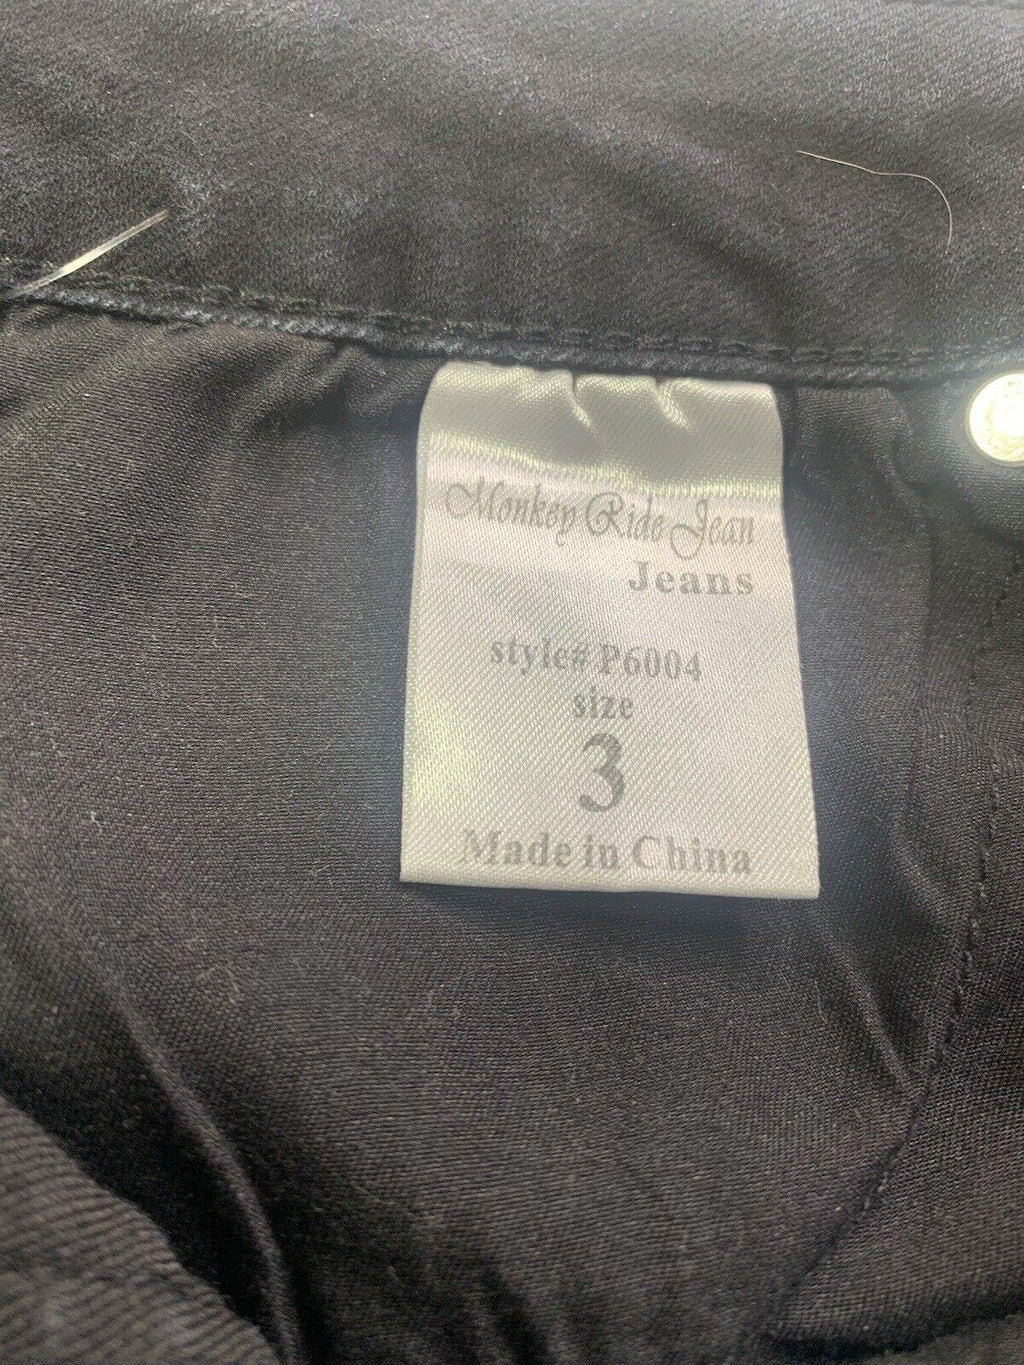 Monkey Ride Jean
Jeans
style# P6004
size
3
Made in China